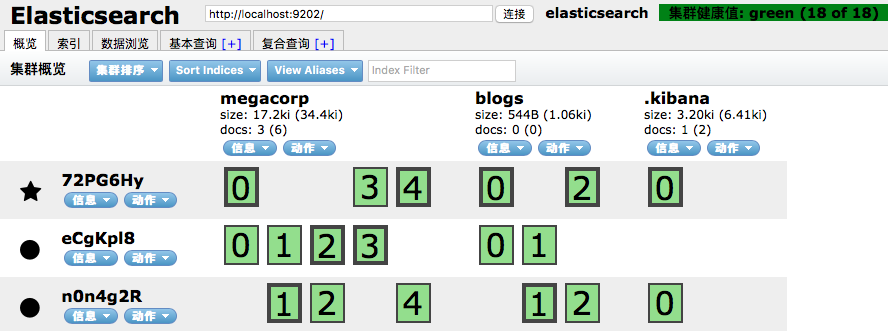 Elasticsearch http://localhost:9202/ 连接 elasticsearch 集群健康值: green (18 of 18)
概览 索引 数据浏览 基本查询 [+] 复合查询 [+]
集群概览 集群排序 Sort Indices View Aliases Index Filter
megacorp blogs .kibana
size: 17.2ki (34.4ki) size: 544B (1.06ki) size: 3.20ki (6.41ki)
docs: 3 (6) docs: 0 (0) docs: 1 (2)
信息 动作 信息 动作 信息 动作
72PG6Hy 0 3 4 0 2 0
信息 动作
eCgKpl8 0 1 2 3 0 1
信息 动作
n0n4g2R 1 2 4 1 2 0
信息 动作